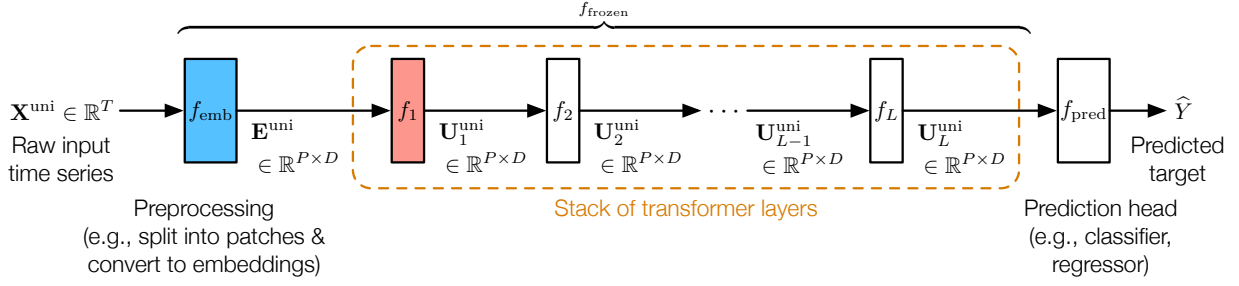 f_frozen
X^uni ∈ ℝ^T
f_emb
E^uni
∈ ℝ^{P×D}
f_1
U_1^uni
∈ ℝ^{P×D}
f_2
U_2^uni
∈ ℝ^{P×D}
···
U_{L−1}^uni
∈ ℝ^{P×D}
f_L
U_L^uni
∈ ℝ^{P×D}
f_pred
Ŷ
Raw input
time series
Predicted
target
Preprocessing
(e.g., split into patches &
convert to embeddings)
Stack of transformer layers
Prediction head
(e.g., classifier,
regressor)